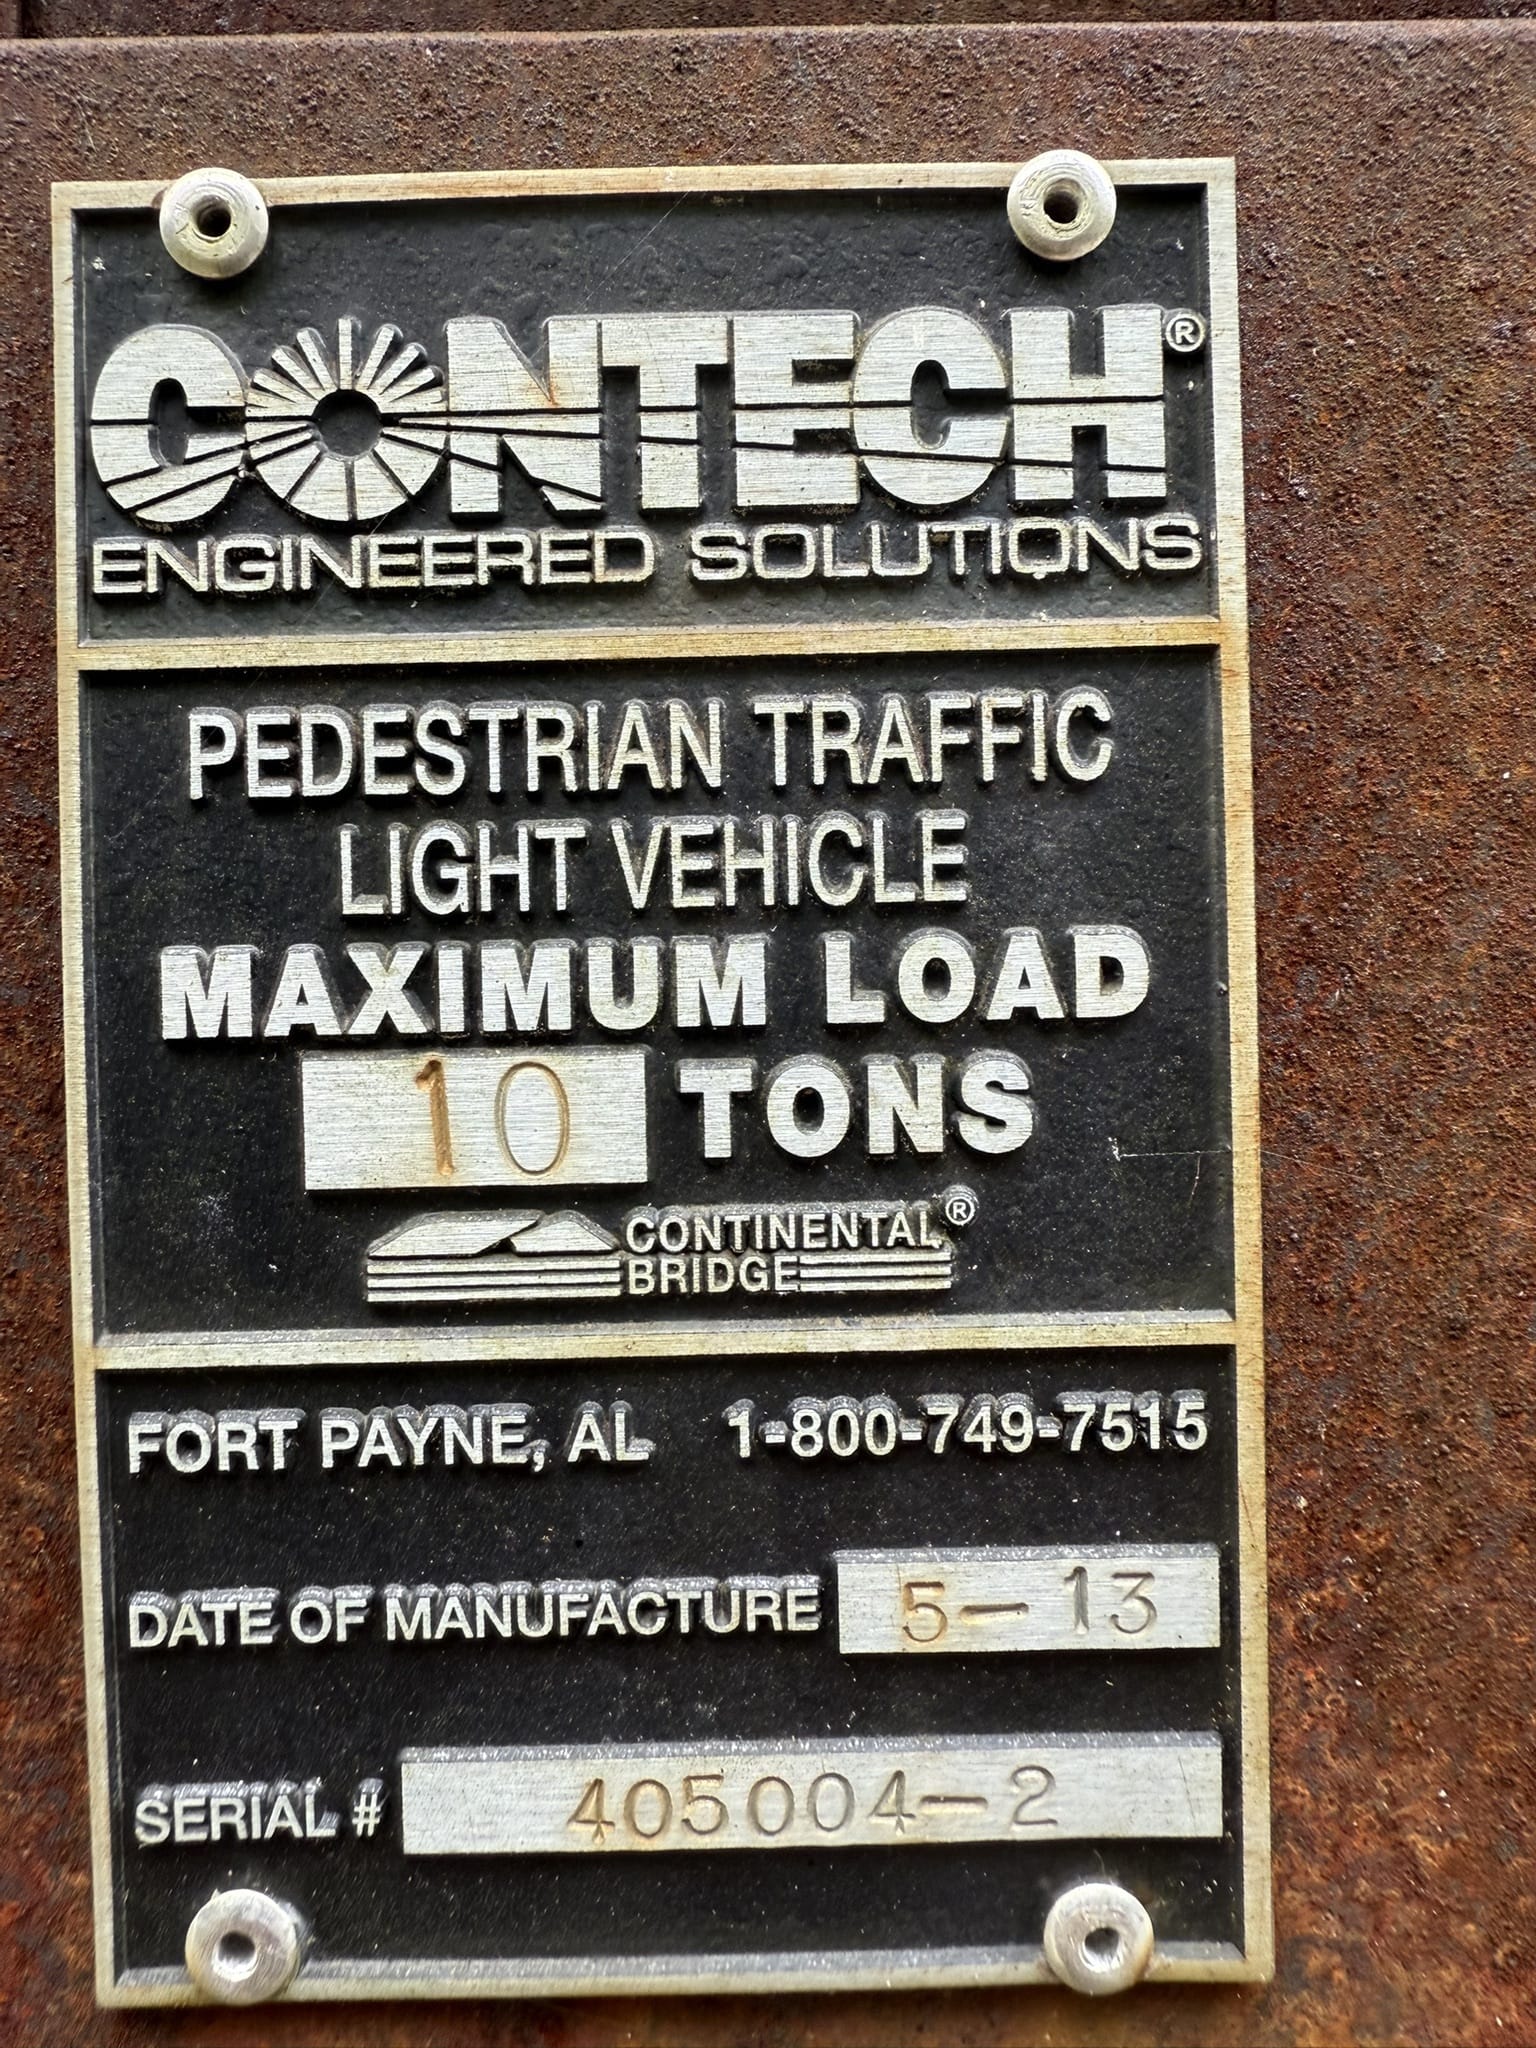 CONTECH®
ENGINEERED SOLUTIONS
PEDESTRIAN TRAFFIC
LIGHT VEHICLE
MAXIMUM LOAD
10 TONS
CONTINENTAL®
BRIDGE
FORT PAYNE, AL 1-800-749-7515
DATE OF MANUFACTURE 5-13
SERIAL # 405004-2